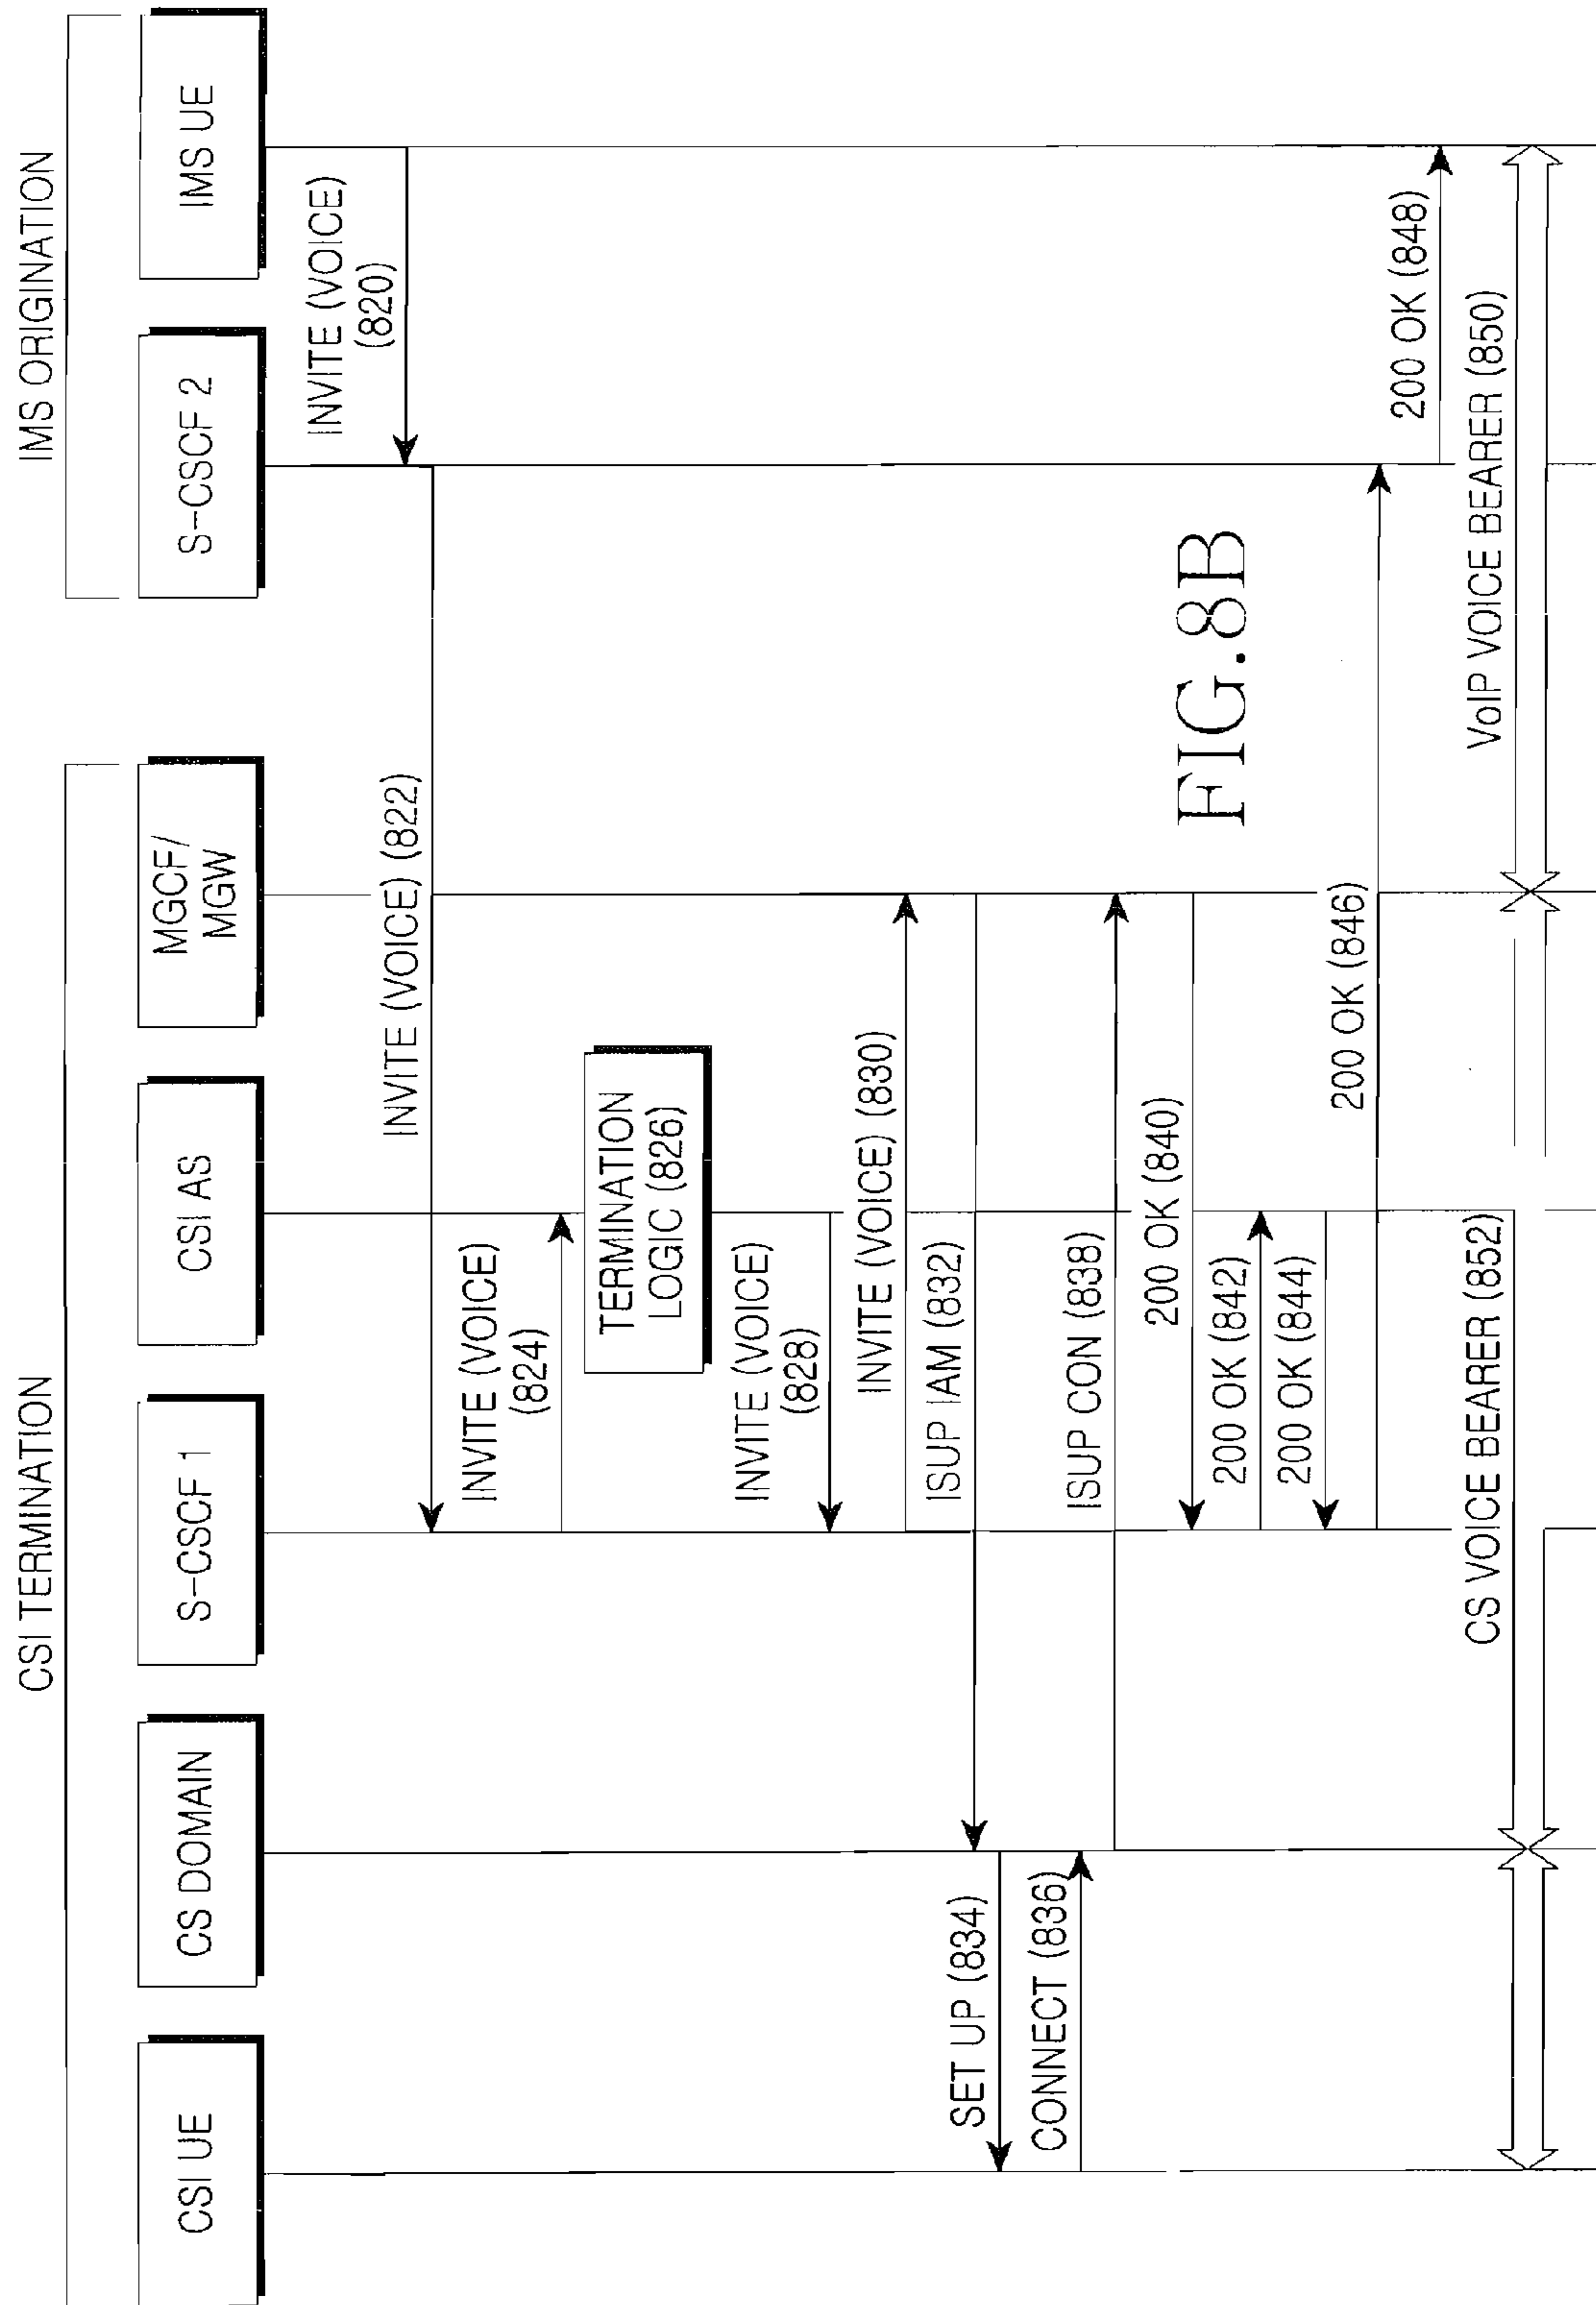 CSI TERMINATION
IMS ORIGINATION
CSI UE
CS DOMAIN
S-CSCF 1
CSI AS
MGCF/
MGW
S-CSCF 2
IMS UE
INVITE (VOICE)
(820)
INVITE (VOICE) (822)
INVITE (VOICE)
(824)
TERMINATION
LOGIC (826)
INVITE (VOICE)
(828)
INVITE (VOICE) (830)
ISUP IAM (832)
SET UP (834)
CONNECT (836)
ISUP CON (838)
200 OK (840)
200 OK (842)
200 OK (844)
200 OK (846)
200 OK (848)
VoIP VOICE BEARER (850)
CS VOICE BEARER (852)
FIG.8B